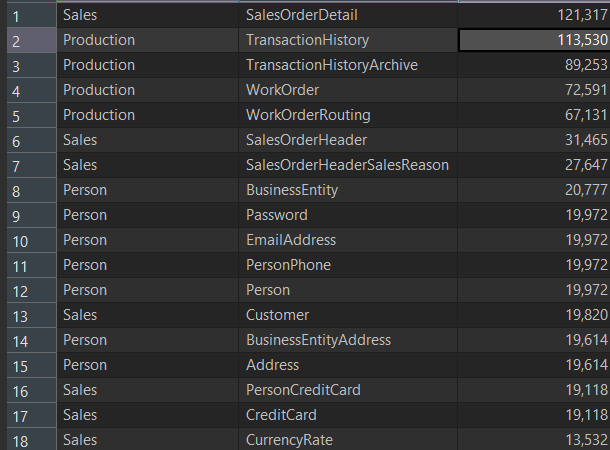 1 Sales SalesOrderDetail 121,317
2 Production TransactionHistory 113,530
3 Production TransactionHistoryArchive 89,253
4 Production WorkOrder 72,591
5 Production WorkOrderRouting 67,131
6 Sales SalesOrderHeader 31,465
7 Sales SalesOrderHeaderSalesReason 27,647
8 Person BusinessEntity 20,777
9 Person Password 19,972
10 Person EmailAddress 19,972
11 Person PersonPhone 19,972
12 Person Person 19,972
13 Sales Customer 19,820
14 Person BusinessEntityAddress 19,614
15 Person Address 19,614
16 Sales PersonCreditCard 19,118
17 Sales CreditCard 19,118
18 Sales CurrencyRate 13,532